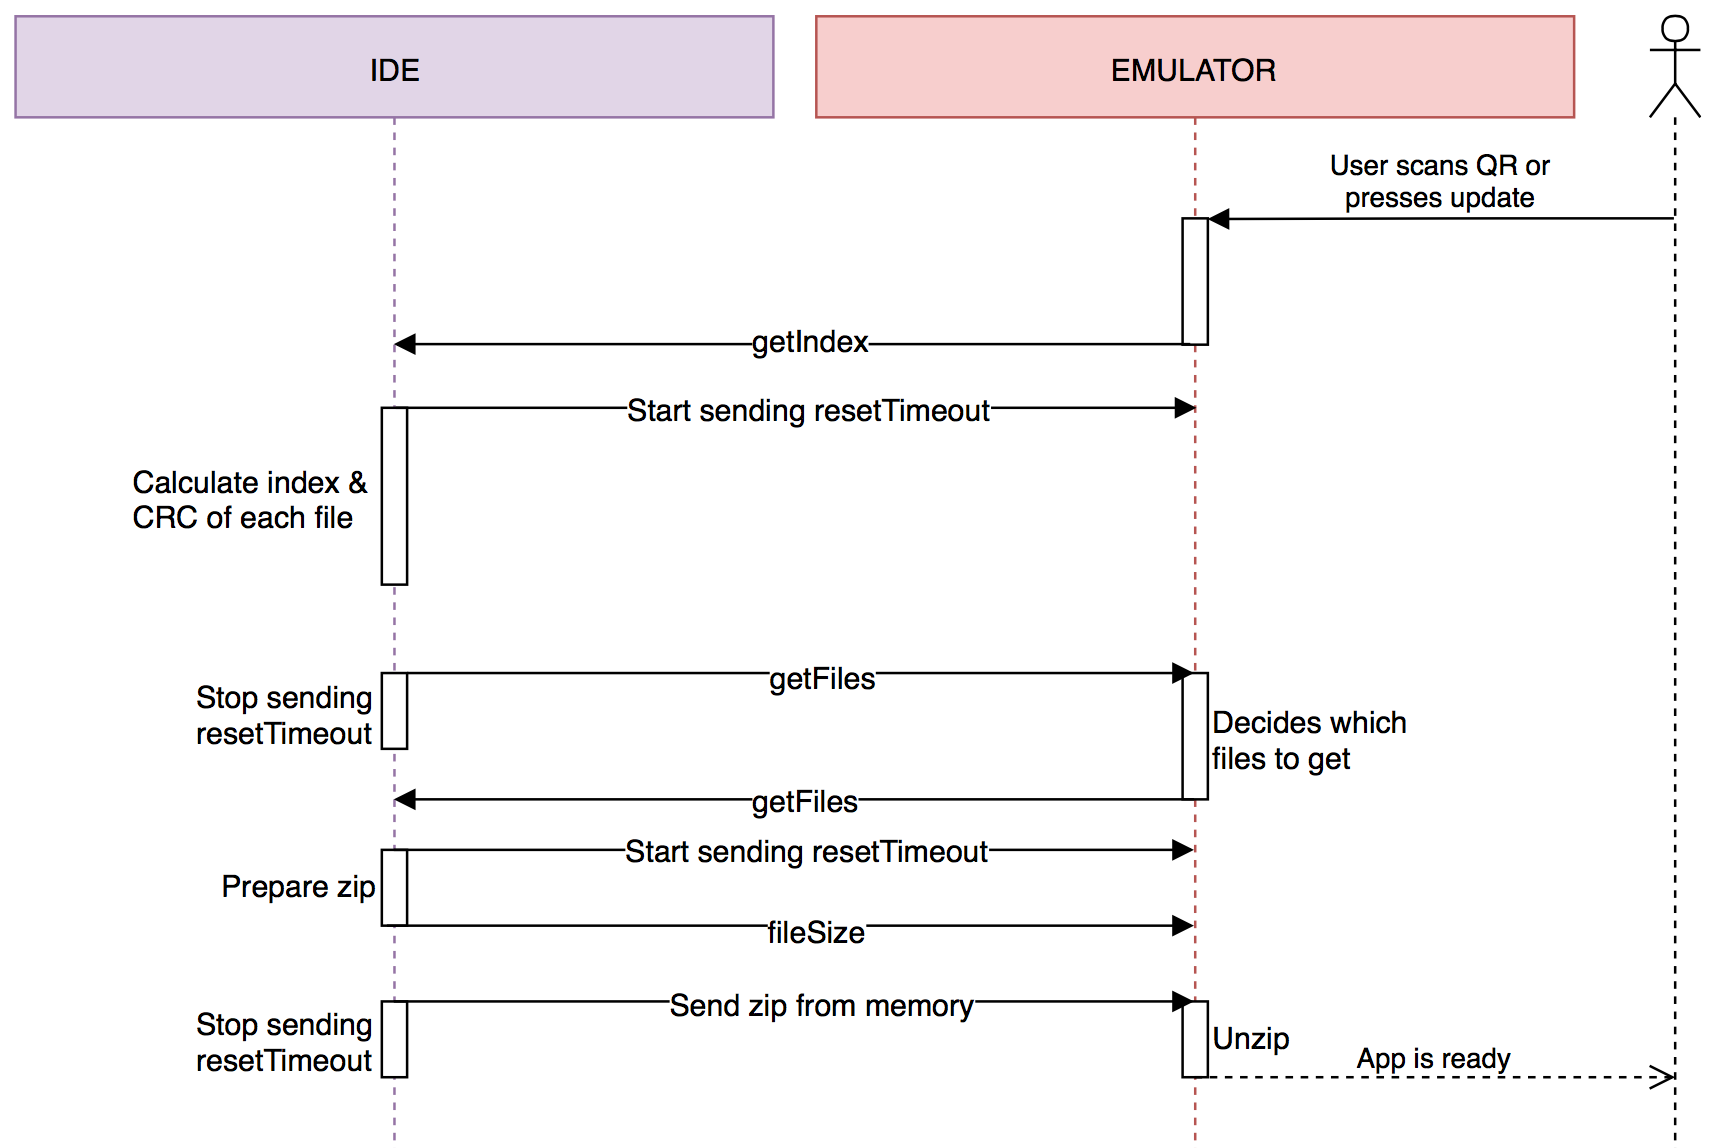 IDE
EMULATOR
User scans QR or
presses update
getIndex
Start sending resetTimeout
Calculate index &
CRC of each file
getFiles
Stop sending
resetTimeout
Decides which
files to get
getFiles
Start sending resetTimeout
Prepare zip
fileSize
Send zip from memory
Stop sending
resetTimeout
Unzip
App is ready